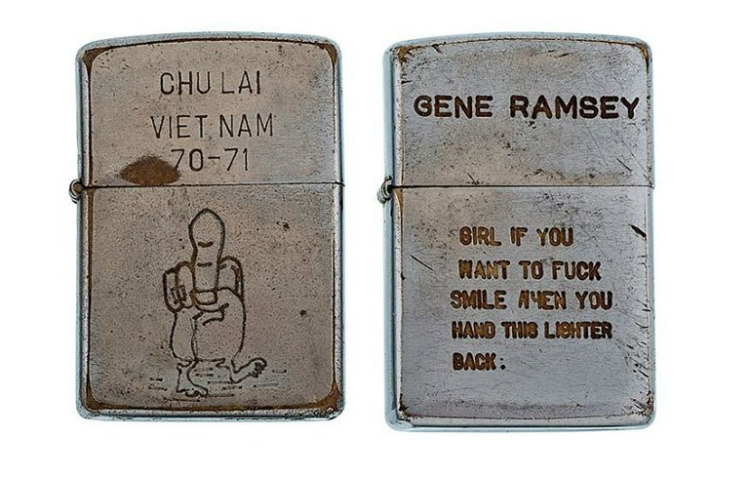 CHU LAI
VIET NAM
70-71
GENE RAMSEY
GIRL IF YOU
WANT TO FUCK
SMILE WHEN YOU
HAND THIS LIGHTER
BACK.